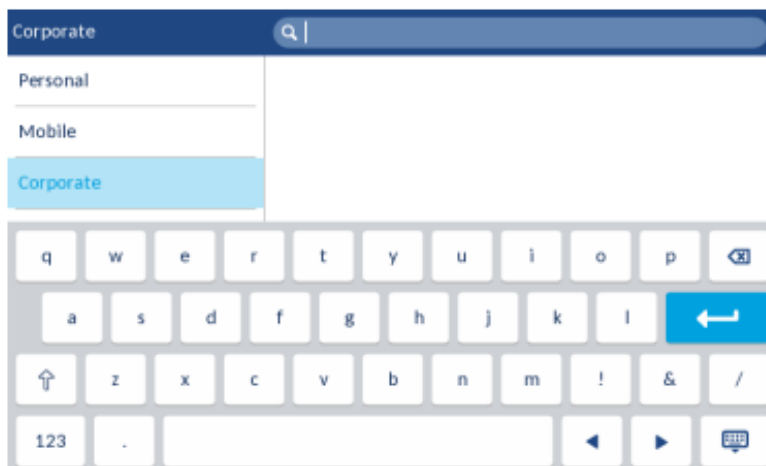 Corporate
Personal
Mobile
Corporate
q w e r t y u i o p
a s d f g h j k l
z x c v b n m ! & /
123 .